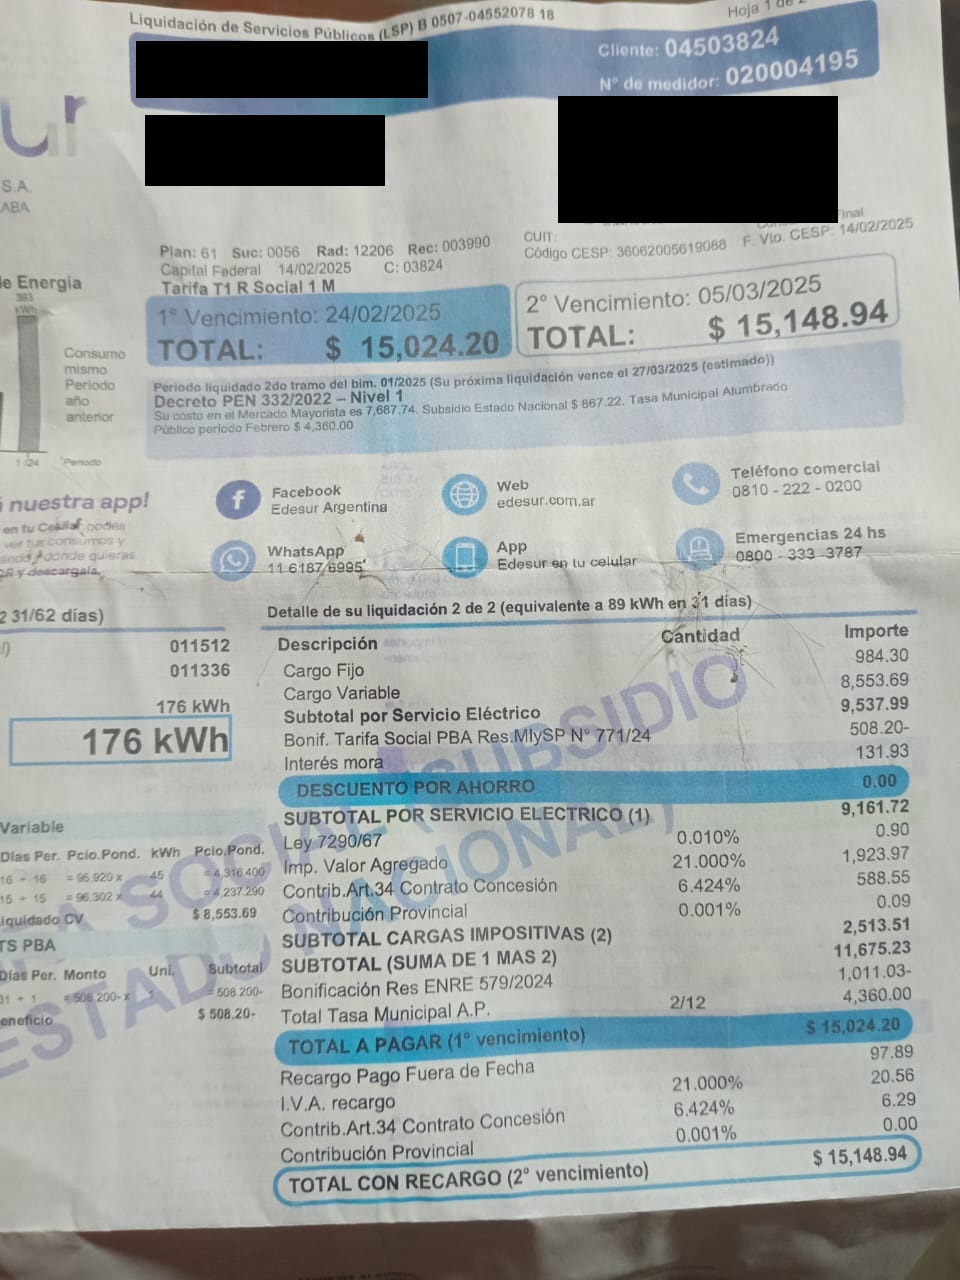 Liquidación de Servicios Públicos (LSP) B 0507-04552078 18
Hoja 1 de 2
Cliente: 04503824
N° de medidor: 020004195
ur
S.A.
ABA
Plan: 61 Suc: 0056 Rad: 12206 Rec: 003990
Capital Federal 14/02/2025 C: 03824
Tarifa T1 R Social 1 M
Final
CUIT:
Código CESP: 36062005619088 F. Vto. CESP: 14/02/2025
1° Vencimiento: 24/02/2025
TOTAL: $ 15,024.20
2° Vencimiento: 05/03/2025
TOTAL: $ 15,148.94
Periodo liquidado 2do tramo del bim. 01/2025 (Su próxima liquidación vence el 27/03/2025 (estimado))
Decreto PEN 332/2022 – Nivel 1
Su costo en el Mercado Mayorista es 7,687.74. Subsidio Estado Nacional $ 867.22. Tasa Municipal Alumbrado
Público periodo Febrero $ 4,360.00
de Energía
393
kWh
Consumo
mismo
Periodo
año
anterior
1/24 *Periodo
nuestra app!
en tu Celular podés
ver tus consumos y
donde quieras.
y descargala.
Facebook
Edesur Argentina
Web
edesur.com.ar
Teléfono comercial
0810 - 222 - 0200
WhatsApp
11 6187 6995
App
Edesur en tu celular
Emergencias 24 hs
0800 - 333 - 3787
2 31/62 días)
011512
011336
176 kWh
176 kWh
Detalle de su liquidación 2 de 2 (equivalente a 89 kWh en 31 días)
Descripción Cantidad Importe
Cargo Fijo 984.30
Cargo Variable 8,553.69
Subtotal por Servicio Eléctrico 9,537.99
Bonif. Tarifa Social PBA Res.MIySP N° 771/24 508.20-
Interés mora 131.93
DESCUENTO POR AHORRO 0.00
SUBTOTAL POR SERVICIO ELECTRICO (1) 9,161.72
Ley 7290/67 0.010% 0.90
Imp. Valor Agregado 21.000% 1,923.97
Contrib.Art.34 Contrato Concesión 6.424% 588.55
Contribución Provincial 0.001% 0.09
SUBTOTAL CARGAS IMPOSITIVAS (2) 2,513.51
SUBTOTAL (SUMA DE 1 MAS 2) 11,675.23
Bonificación Res ENRE 579/2024 1,011.03-
Total Tasa Municipal A.P. 2/12 4,360.00
TOTAL A PAGAR (1° vencimiento) $ 15,024.20
Recargo Pago Fuera de Fecha 97.89
I.V.A. recargo 21.000% 20.56
Contrib.Art.34 Contrato Concesión 6.424% 6.29
Contribución Provincial 0.001% 0.00
TOTAL CON RECARGO (2° vencimiento) $ 15,148.94
Variable
Días Per. Pcio.Pond. kWh Pcio.Pond.
16 ÷ 16 = 95.920 x 45 = 4,316.400
15 ÷ 15 = 96.302 x 44 = 4,237.290
iquidado CV $ 8,553.69
TS PBA
Días Per. Monto Uni. Subtotal
31 ÷ 1 = 508.200- x 1 = 508.200-
eneficio $ 508.20-
A SOCIAL (SUBSIDIO
ESTADO NACIONAL)